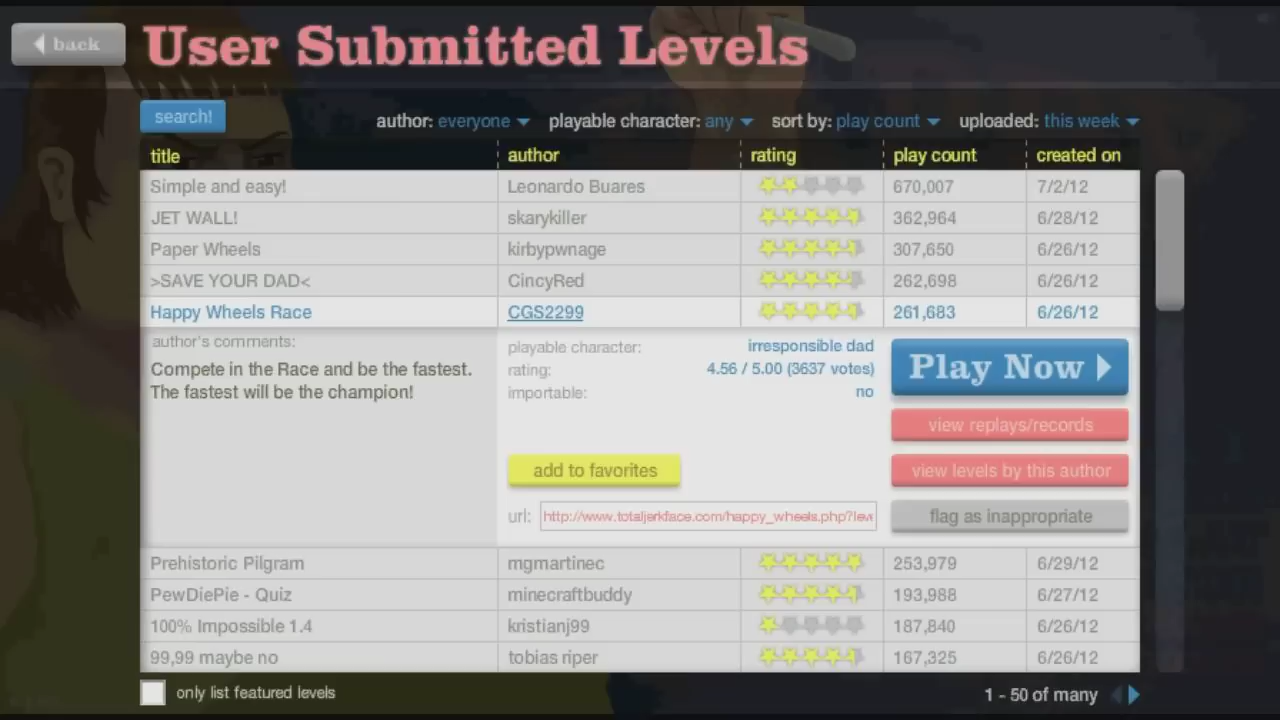 back
User Submitted Levels
search!
author: everyone playable character: any sort by: play count uploaded: this week
title author rating play count created on
Simple and easy! Leonardo Buares 670,007 7/2/12
JET WALL! skarykiller 362,964 6/28/12
Paper Wheels kirbypwnage 307,650 6/26/12
>SAVE YOUR DAD< CincyRed 262,698 6/26/12
Happy Wheels Race CGS2299 261,683 6/26/12
author's comments:
Compete in the Race and be the fastest.
The fastest will be the champion!
playable character: irresponsible dad
rating: 4.56 / 5.00 (3637 votes)
importable: no
add to favorites
url: http://www.totaljerkface.com/happy_wheels.php?leve
Play Now
view replays/records
view levels by this author
flag as inappropriate
Prehistoric Pilgram mgmartinec 253,979 6/29/12
PewDiePie - Quiz minecraftbuddy 193,988 6/27/12
100% Impossible 1.4 kristianj99 187,840 6/26/12
99,99 maybe no tobias riper 167,325 6/26/12
only list featured levels
1 - 50 of many